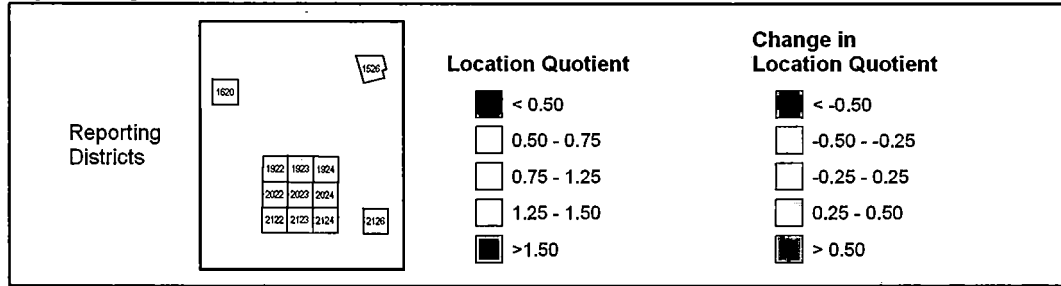 Reporting
Districts
1526
1620
1922 1923 1924
2022 2023 2024
2122 2123 2124
2126
Location Quotient
< 0.50
0.50 - 0.75
0.75 - 1.25
1.25 - 1.50
>1.50
Change in
Location Quotient
< -0.50
-0.50 - -0.25
-0.25 - 0.25
0.25 - 0.50
> 0.50